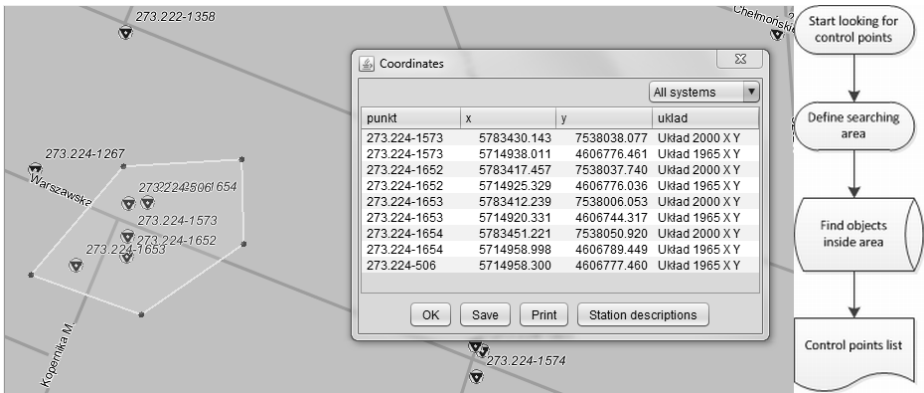 273.222-1358
Chełmońskie
273.224-1267
Warszawska
273.224-506
1654
273.224-1573
273.224-1652
273.224-1653
Kopernika M.
273.224-1574
Coordinates
All systems
punkt x y uklad
273.224-1573 5783430.143 7538038.077 Układ 2000 X Y
273.224-1573 5714938.011 4606776.461 Układ 1965 X Y
273.224-1652 5783417.457 7538037.740 Układ 2000 X Y
273.224-1652 5714925.329 4606776.036 Układ 1965 X Y
273.224-1653 5783412.239 7538006.053 Układ 2000 X Y
273.224-1653 5714920.331 4606744.317 Układ 1965 X Y
273.224-1654 5783451.221 7538050.920 Układ 2000 X Y
273.224-1654 5714958.998 4606789.449 Układ 1965 X Y
273.224-506 5714958.300 4606777.460 Układ 1965 X Y
OK Save Print Station descriptions
Start looking for
control points
Define searching
area
Find objects
inside area
Control points list